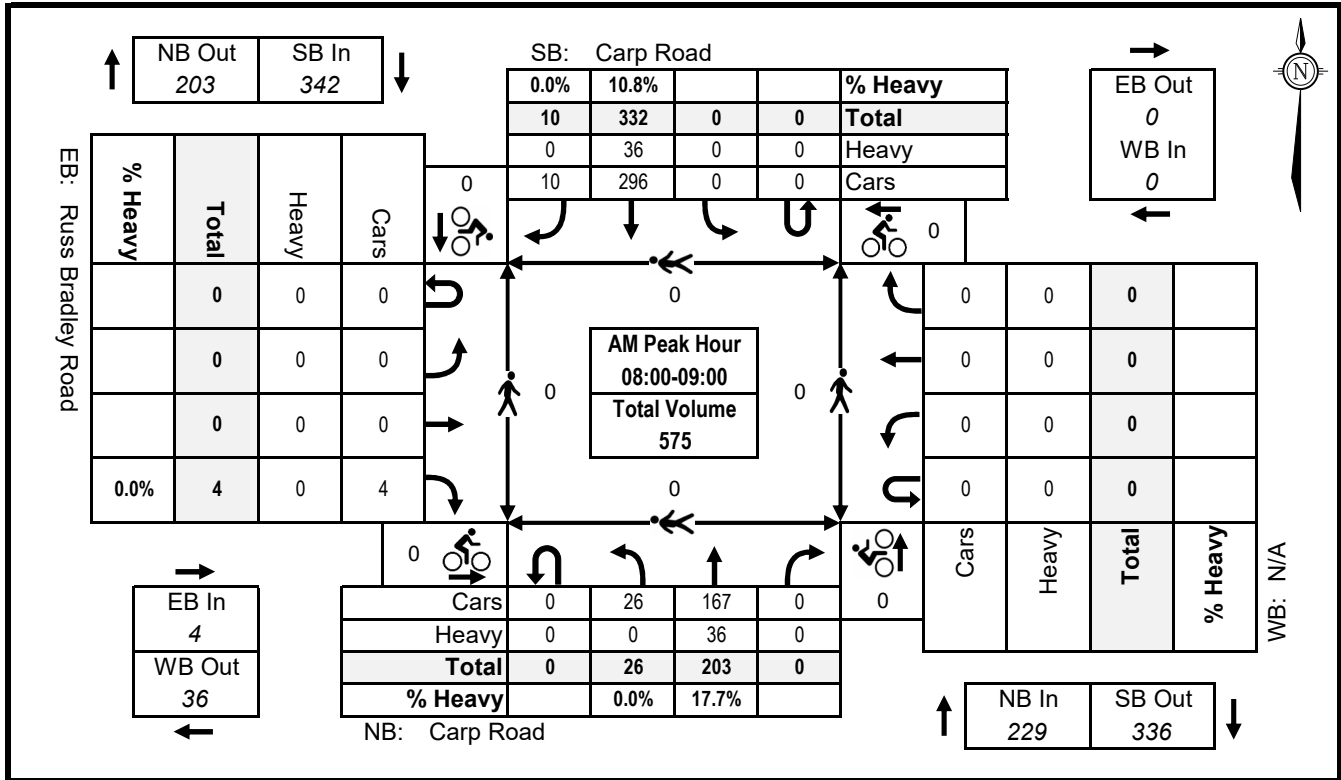 NB Out SB In
203 342
SB: Carp Road
0.0% 10.8% % Heavy
10 332 0 0 Total
0 36 0 0 Heavy
10 296 0 0 Cars
EB Out
0
WB In
0
N
EB: Russ Bradley Road
% Heavy Total Heavy Cars
0 0 0
0 0 0
0 0 0
0.0% 4 0 4
0
0
0
0
0
0
AM Peak Hour
08:00-09:00
Total Volume
575
0 0 0
0 0 0
0 0 0
0 0 0
Cars Heavy Total % Heavy
WB: N/A
0
0
Cars 0 26 167 0
Heavy 0 0 36 0
Total 0 26 203 0
% Heavy 0.0% 17.7%
NB: Carp Road
EB In
4
WB Out
36
NB In SB Out
229 336